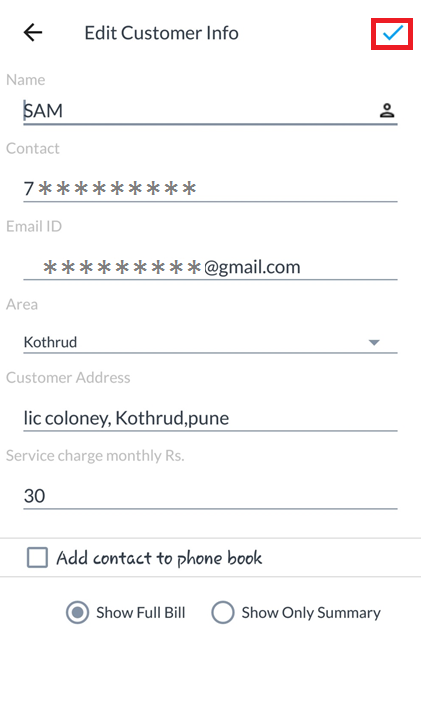 Edit Customer Info
Name
SAM
Contact
7*********
Email ID
*********@gmail.com
Area
Kothrud
Customer Address
lic coloney, Kothrud,pune
Service charge monthly Rs.
30
Add contact to phone book
Show Full Bill Show Only Summary